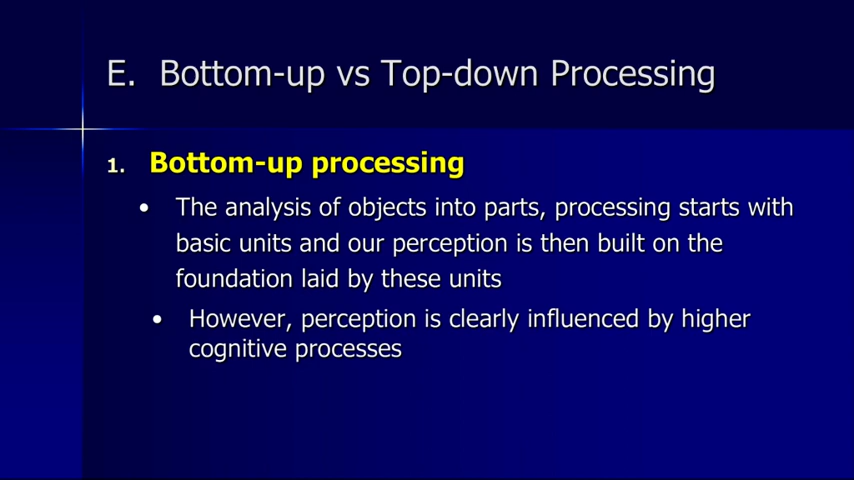 E. Bottom-up vs Top-down Processing
1. Bottom-up processing
• The analysis of objects into parts, processing starts with
basic units and our perception is then built on the
foundation laid by these units
• However, perception is clearly influenced by higher
cognitive processes